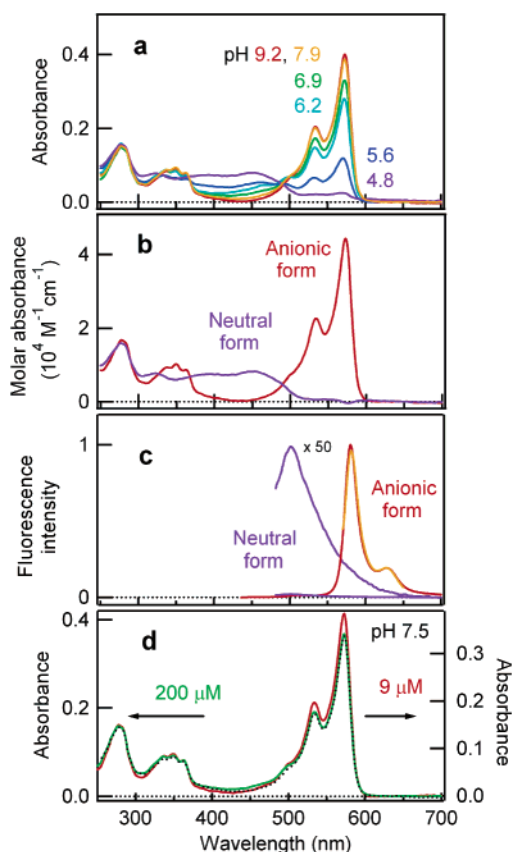 a
pH 9.2, 7.9
6.9
6.2
5.6
4.8
Absorbance
0.4
0.2
0.0
b
Anionic form
Neutral form
Molar absorbance
(10⁴ M⁻¹ cm⁻¹)
4
2
0
c
x 50
Neutral form
Anionic form
Fluorescence intensity
1
0
d
pH 7.5
200 µM
9 µM
Absorbance
0.4
0.2
0.0
0.3
0.2
0.1
0.0
Absorbance
300 400 500 600 700
Wavelength (nm)